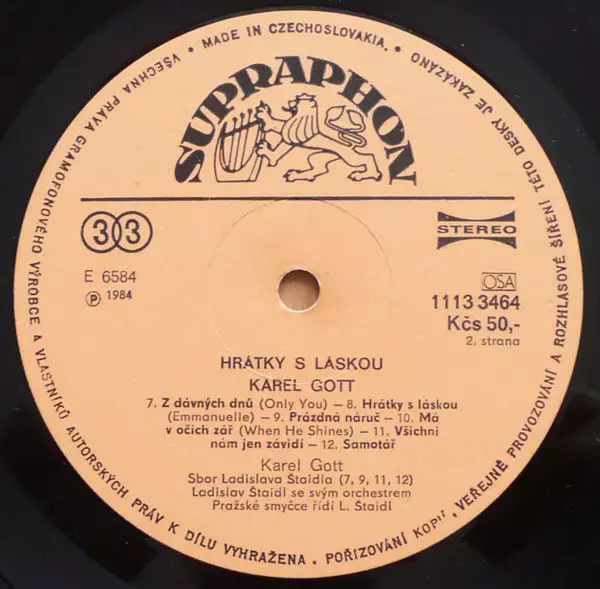 VŠECHNA PRÁVA GRAMOFONOVÉHO VÝROBCE A VLASTNÍKŮ AUTORSKÝCH PRÁV K DÍLU VYHRAŽENA. POŘIZOVÁNÍ KOPIÍ, VEŘEJNÉ PROVOZOVÁNÍ A ROZHLASOVÉ ŠÍŘENÍ TÉTO DESKY JE ZAKÁZÁNO • MADE IN CZECHOSLOVAKIA. •
SUPRAPHON
33
STEREO
E 6584
℗ 1984
OSA
1113 3464
Kčs 50,-
2. strana
HRÁTKY S LÁSKOU
KAREL GOTT
7. Z dávných dnů (Only You) – 8. Hrátky s láskou
(Emmanuelle) – 9. Prázdná náruč – 10. Má
v očích zář (When He Shines) – 11. Všichni
nám jen závidí – 12. Samotář
Karel Gott
Sbor Ladislava Štaidla (7, 9, 11, 12)
Ladislav Štaidl se svým orchestrem
Pražské smyčce řídí L. Štaidl